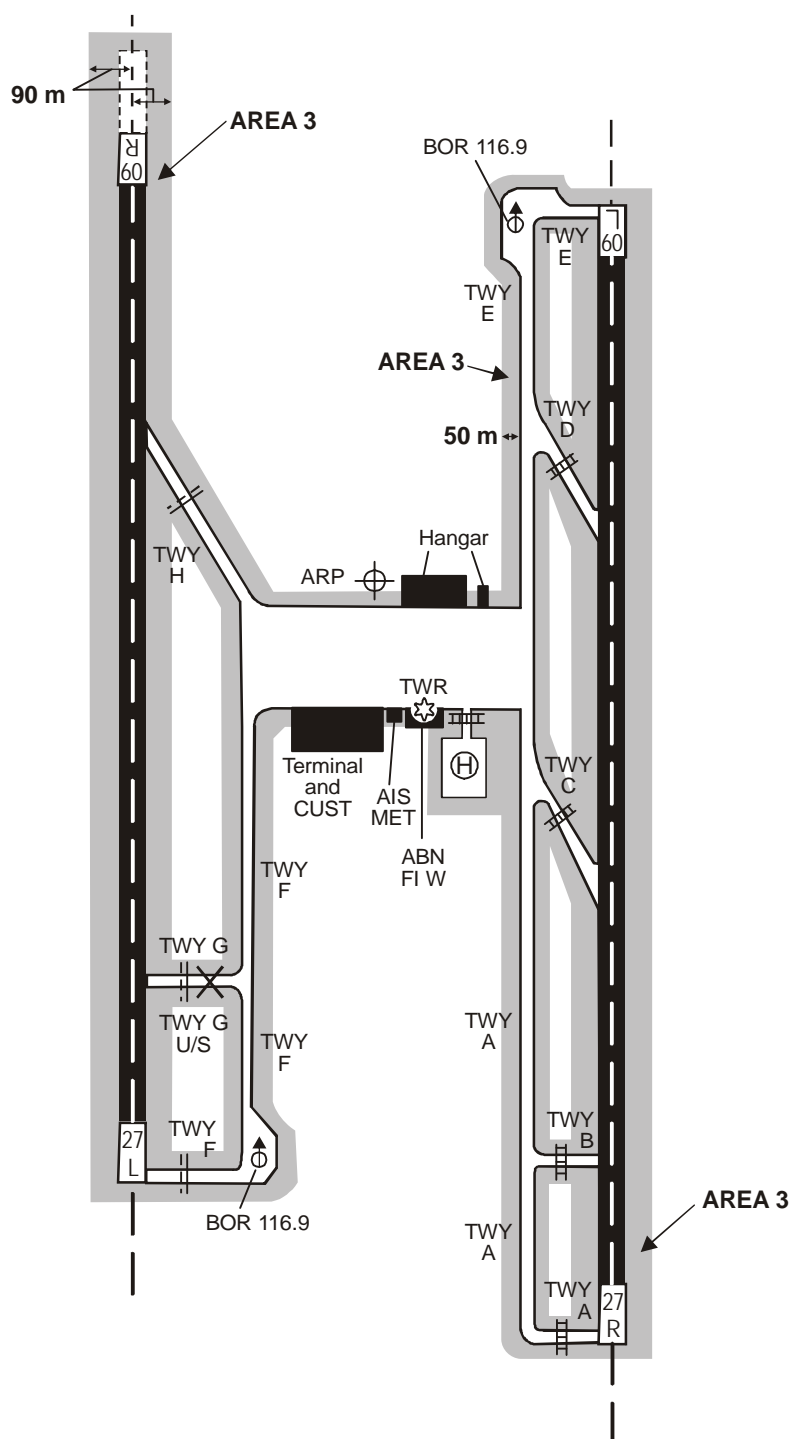 90 m
AREA 3
09
R
BOR 116.9
09
L
TWY
E
TWY
E
AREA 3
TWY
D
50 m
Hangar
ARP
TWY
H
TWR
Terminal
and
CUST
AIS
MET
H
TWY
C
ABN
FI W
TWY
F
TWY G
TWY G
U/S
TWY
F
TWY
A
27
L
TWY
F
TWY
B
BOR 116.9
TWY
A
AREA 3
TWY
A
27
R